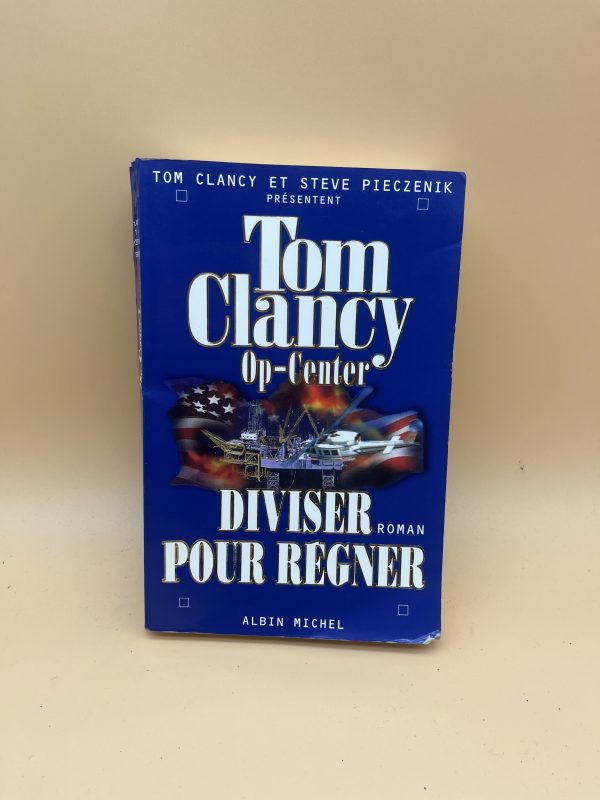 TOM CLANCY ET STEVE PIECZENIK
PRÉSENTENT
Tom
Clancy
Op-Center
DIVISER
ROMAN
POUR RÉGNER
ALBIN MICHEL